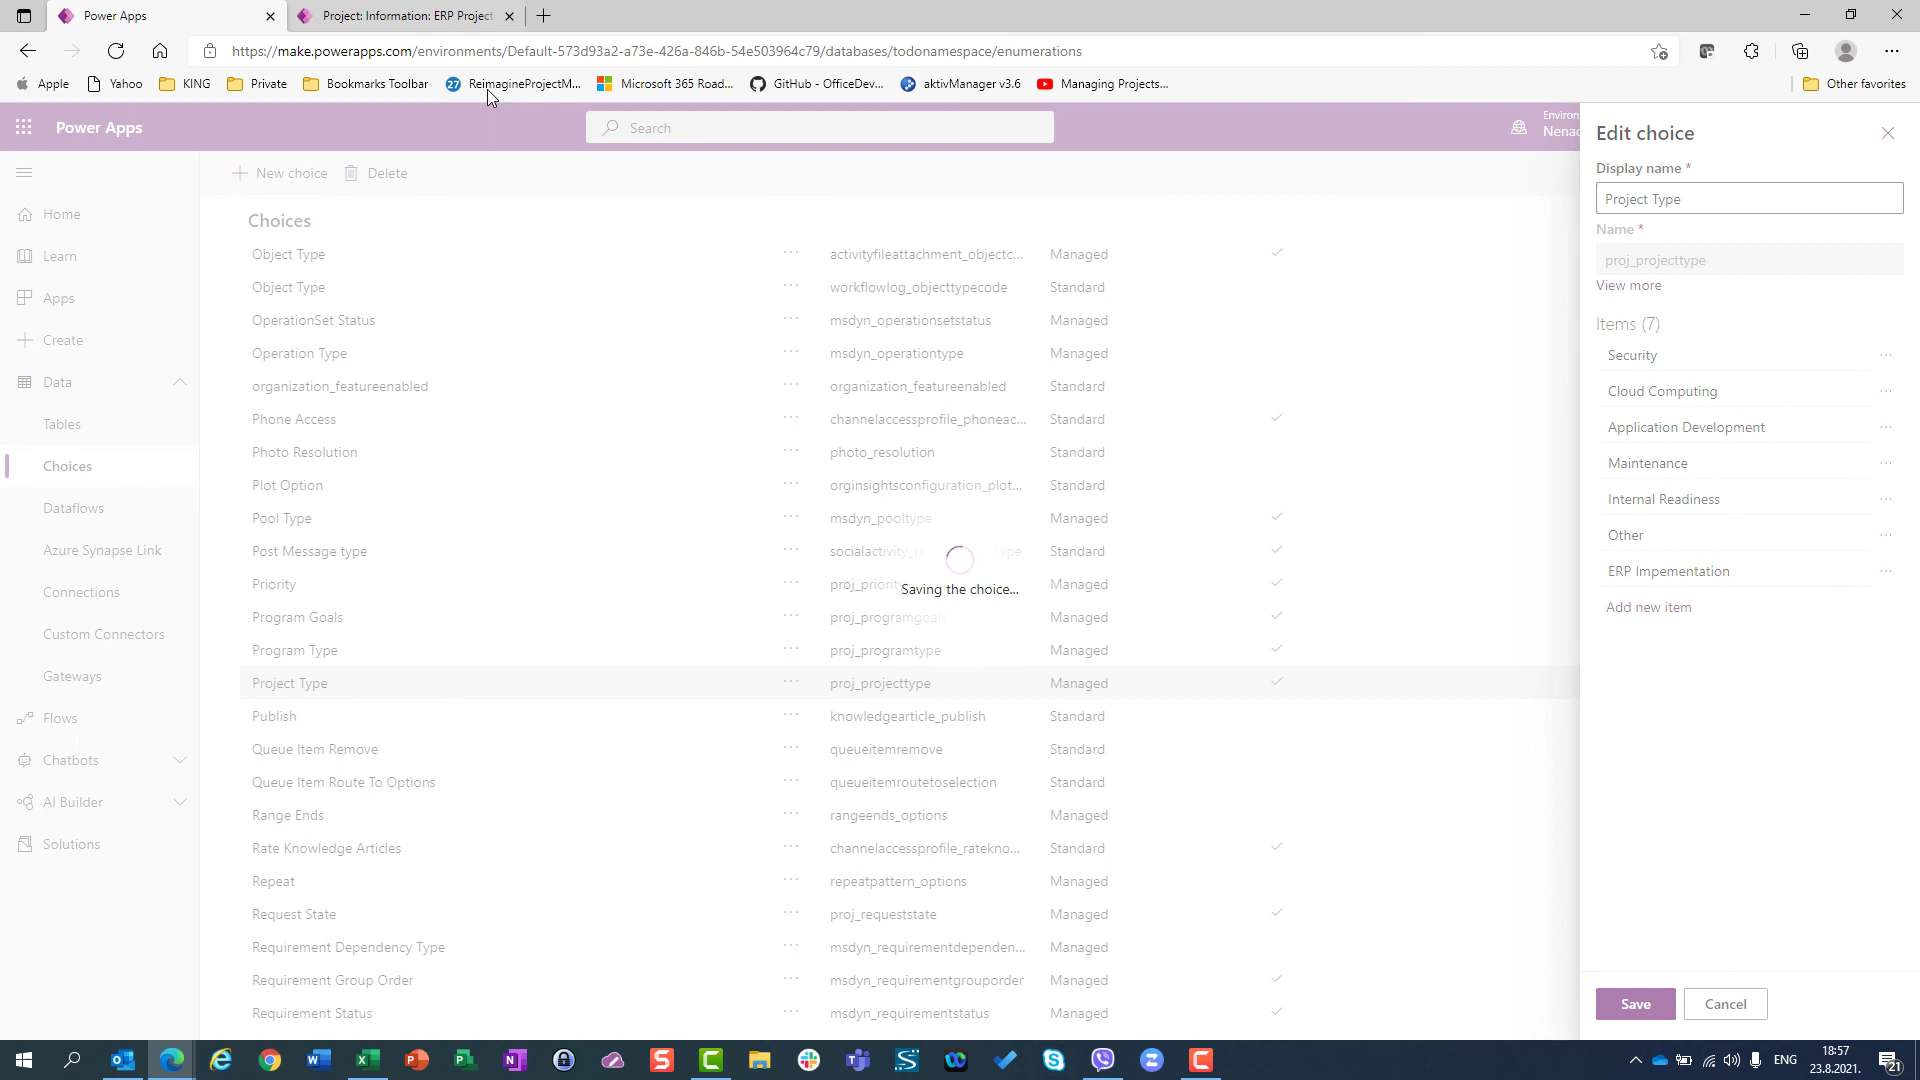 Power Apps
Project: Information: ERP Project
https://make.powerapps.com/environments/Default-573d93a2-a73e-426a-846b-54e503964c79/databases/todonamespace/enumerations
Apple Yahoo KING Private Bookmarks Toolbar 27 ReimagineProjectM... Microsoft 365 Road... GitHub - OfficeDev... aktivManager v3.6 Managing Projects... Other favorites
Power Apps
Search
Environ
Nenad
New choice Delete
Home
Learn
Apps
Create
Data
Tables
Choices
Dataflows
Azure Synapse Link
Connections
Custom Connectors
Gateways
Flows
Chatbots
AI Builder
Solutions
Choices
Object Type ... activityfileattachment_objectc... Managed
Object Type ... workflowlog_objecttypecode Standard
OperationSet Status ... msdyn_operationsetstatus Managed
Operation Type ... msdyn_operationtype Managed
organization_featureenabled ... organization_featureenabled Standard
Phone Access ... channelaccessprofile_phoneac... Standard
Photo Resolution ... photo_resolution Standard
Plot Option ... orginsightsconfiguration_plot... Standard
Pool Type ... msdyn_pooltype Managed
Post Message type ... socialactivity_p type Standard
Priority ... proj_priority Managed
Saving the choice...
Program Goals ... proj_programgoals Managed
Program Type ... proj_programtype Managed
Project Type ... proj_projecttype Managed
Publish ... knowledgearticle_publish Standard
Queue Item Remove ... queueitemremove Standard
Queue Item Route To Options ... queueitemroutetoselection Standard
Range Ends ... rangeends_options Managed
Rate Knowledge Articles ... channelaccessprofile_ratekno... Standard
Repeat ... repeatpattern_options Managed
Request State ... proj_requeststate Managed
Requirement Dependency Type ... msdyn_requirementdependen... Managed
Requirement Group Order ... msdyn_requirementgrouporder Managed
Requirement Status ... msdyn_requirementstatus Managed
Edit choice
Display name *
Project Type
Name *
proj_projecttype
View more
Items (7)
Security ...
Cloud Computing ...
Application Development ...
Maintenance ...
Internal Readiness ...
Other ...
ERP Impementation ...
Add new item
Save Cancel
ENG
18:57
23.8.2021.
21